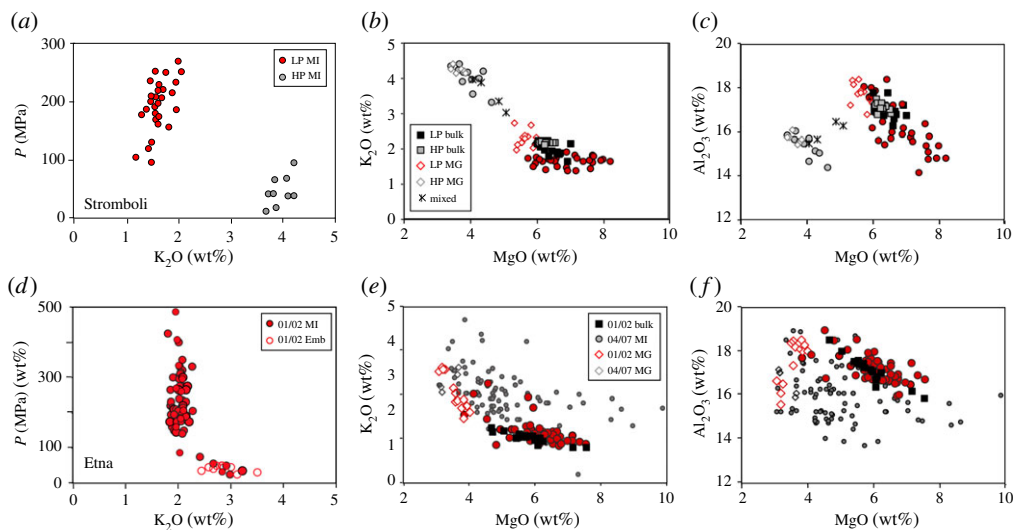 (a)
300
200
100
0
P (MPa)
LP MI
HP MI
Stromboli
0 1 2 3 4 5
K2O (wt%)
(b)
5
4
3
2
1
0
K2O (wt%)
LP bulk
HP bulk
LP MG
HP MG
mixed
2 4 6 8 10
MgO (wt%)
(c)
20
18
16
14
12
Al2O3 (wt%)
2 4 6 8 10
MgO (wt%)
(d)
500
400
300
200
100
0
P (MPa) (wt%)
01/02 MI
01/02 Emb
Etna
0 1 2 3 4 5
K2O (wt%)
(e)
5
4
3
2
1
0
K2O (wt%)
01/02 bulk
04/07 MI
01/02 MG
04/07 MG
2 4 6 8 10
MgO (wt%)
(f)
20
18
16
14
12
Al2O3 (wt%)
2 4 6 8 10
MgO (wt%)